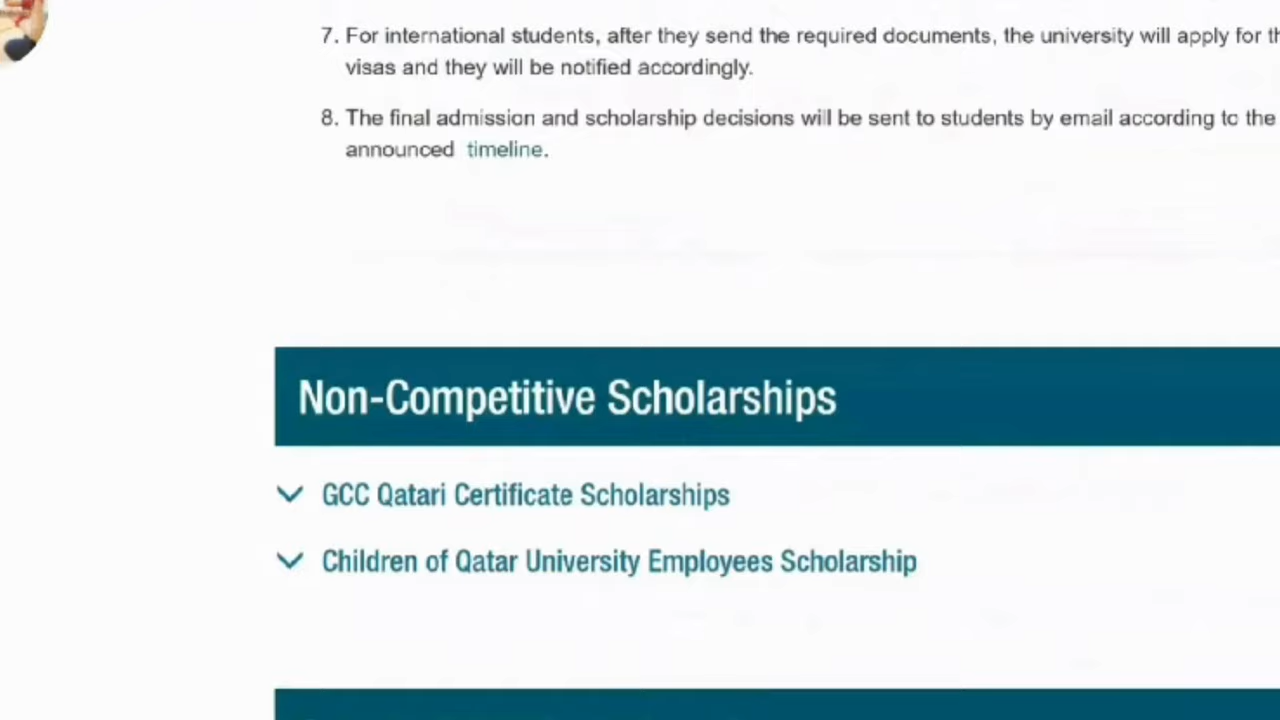 7. For international students, after they send the required documents, the university will apply for
visas and they will be notified accordingly.
8. The final admission and scholarship decisions will be sent to students by email according to the
announced timeline.
Non-Competitive Scholarships
GCC Qatari Certificate Scholarships
Children of Qatar University Employees Scholarship